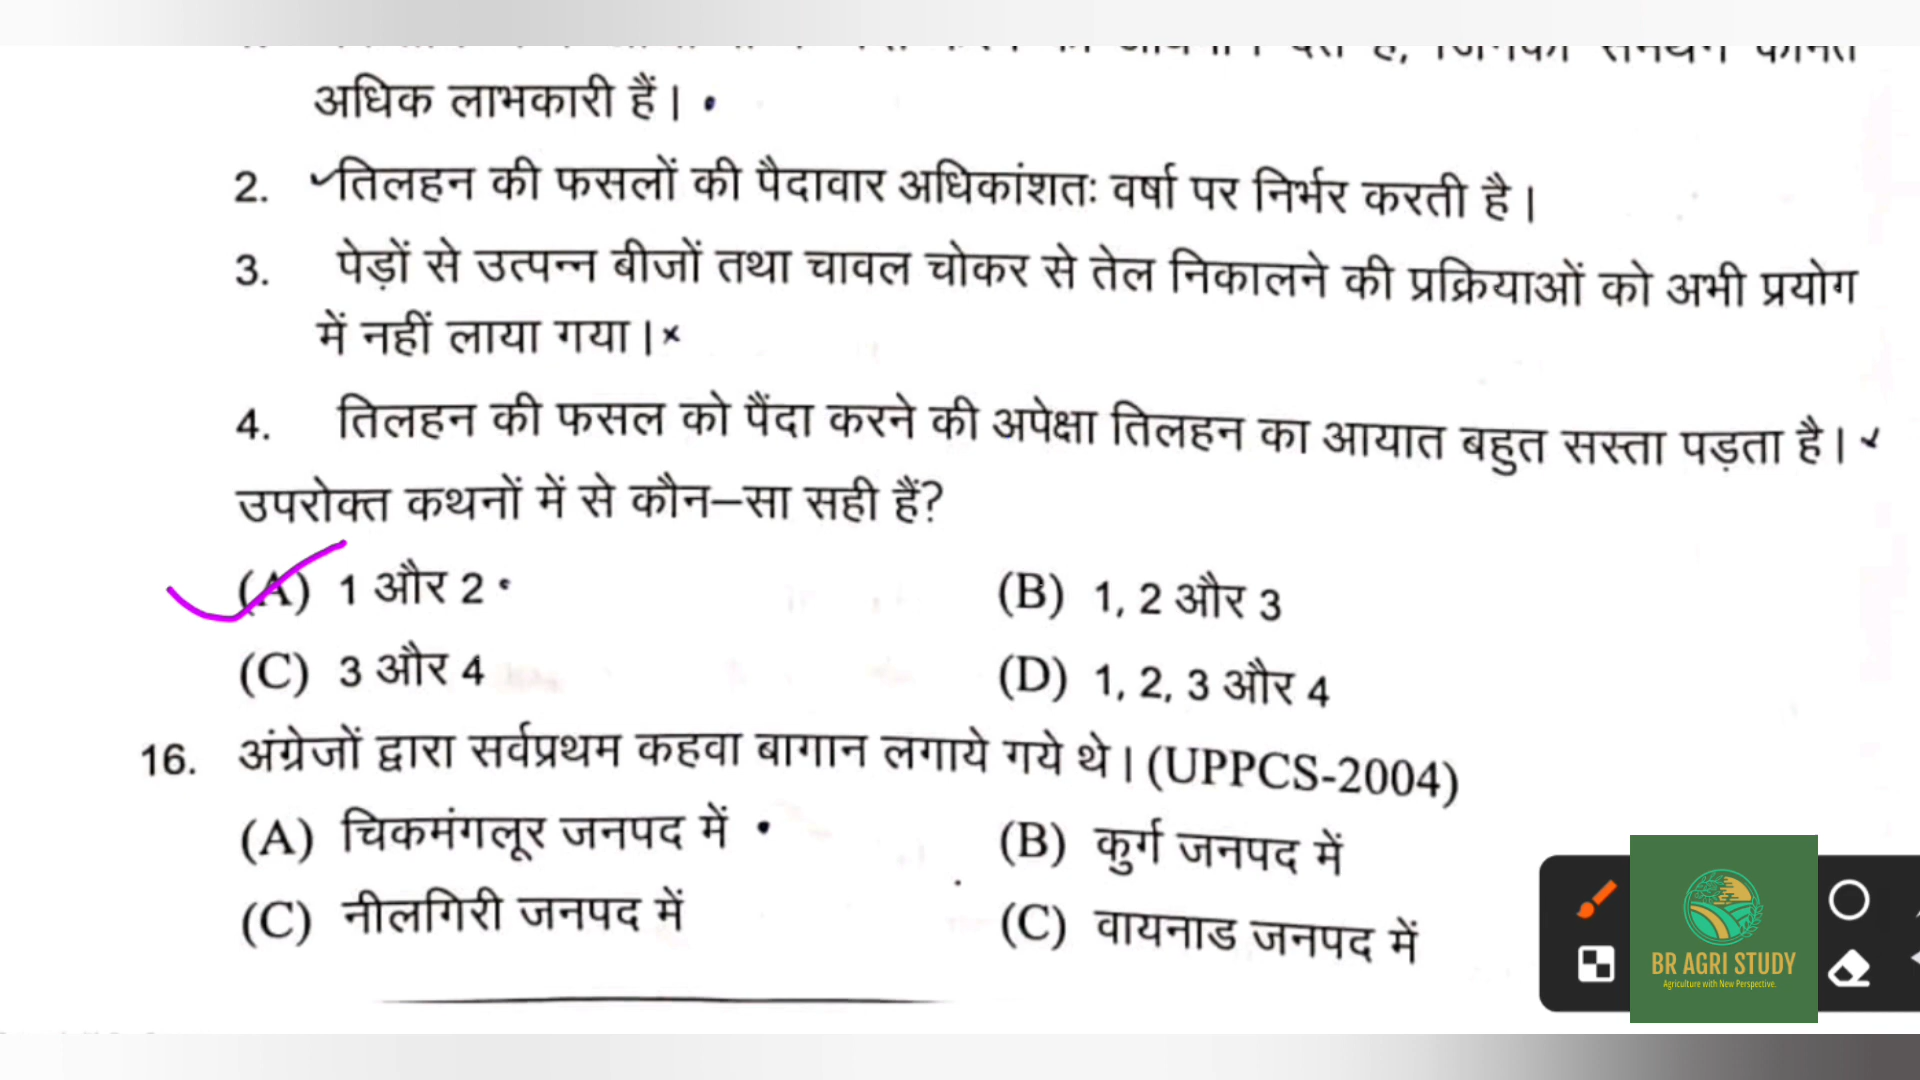 अधिक लाभकारी हैं।
2. तिलहन की फसलों की पैदावार अधिकांशतः वर्षा पर निर्भर करती है।
3. पेड़ों से उत्पन्न बीजों तथा चावल चोकर से तेल निकालने की प्रक्रियाओं को अभी प्रयोग
में नहीं लाया गया।
4. तिलहन की फसल को पैंदा करने की अपेक्षा तिलहन का आयात बहुत सस्ता पड़ता है।
उपरोक्त कथनों में से कौन–सा सही हैं?
(A) 1 और 2 (B) 1, 2 और 3
(C) 3 और 4 (D) 1, 2, 3 और 4
16. अंग्रेजों द्वारा सर्वप्रथम कहवा बागान लगाये गये थे। (UPPCS-2004)
(A) चिकमंगलूर जनपद में (B) कुर्ग जनपद में
(C) नीलगिरी जनपद में (C) वायनाड जनपद में
BR AGRI STUDY
Agriculture with New Perspective.